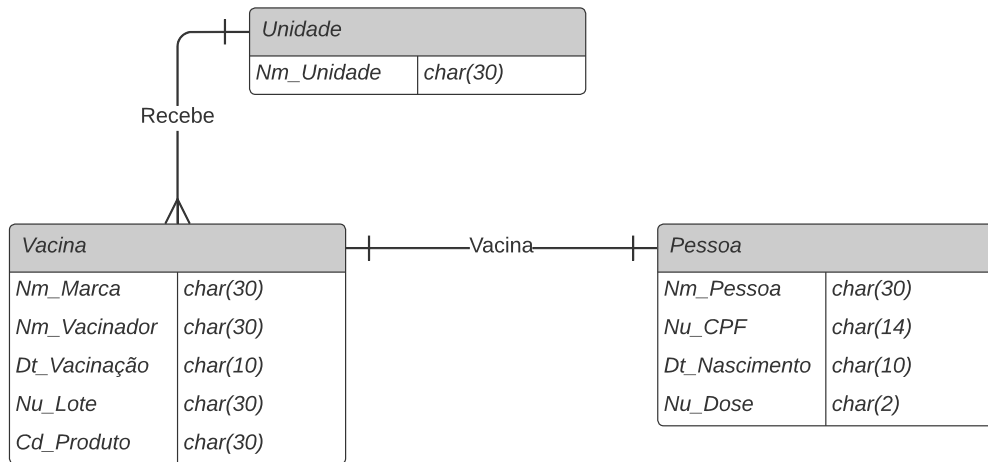 Unidade
Nm_Unidade char(30)
Recebe
Vacina
Nm_Marca char(30)
Nm_Vacinador char(30)
Dt_Vacinação char(10)
Nu_Lote char(30)
Cd_Produto char(30)
Vacina
Pessoa
Nm_Pessoa char(30)
Nu_CPF char(14)
Dt_Nascimento char(10)
Nu_Dose char(2)